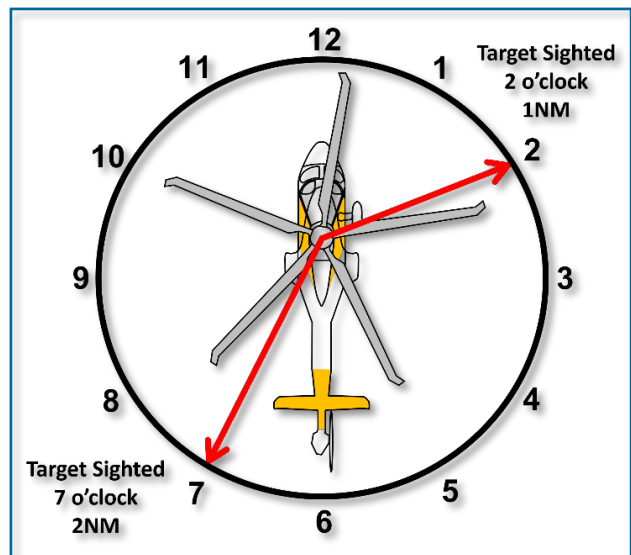 12
11
1
Target Sighted
2 o’clock
1NM
10
2
9
3
8
4
Target Sighted
7 o’clock
2NM
7
5
6